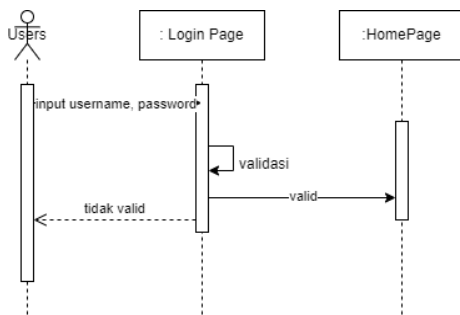 Users
: Login Page
:HomePage
input username, password
validasi
valid
tidak valid